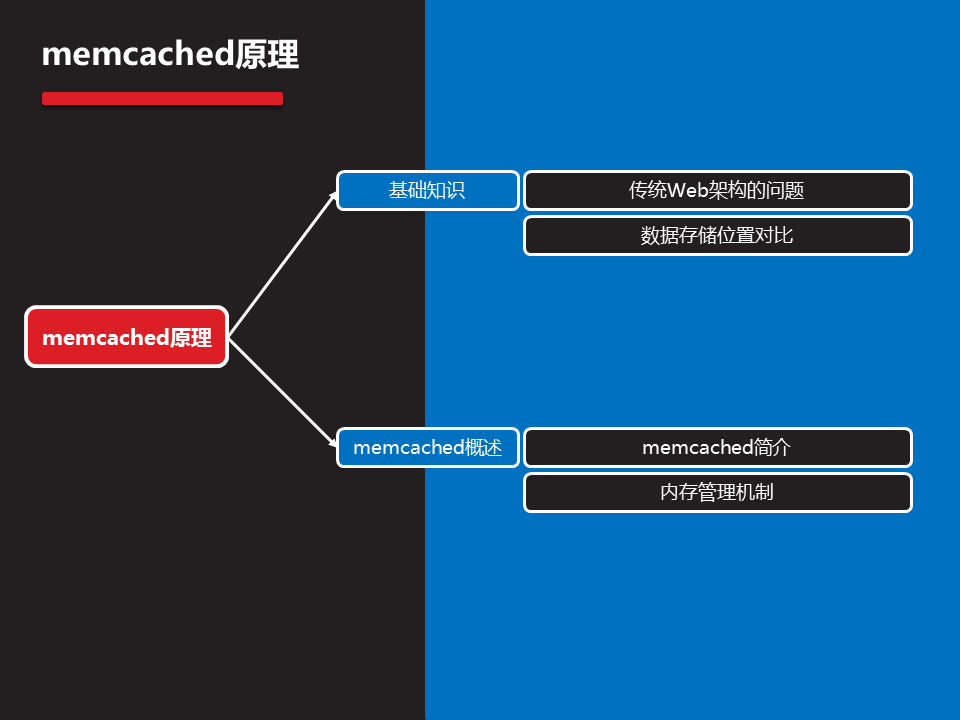 memcached原理
基础知识
传统Web架构的问题
数据存储位置对比
memcached原理
memcached概述
memcached简介
内存管理机制